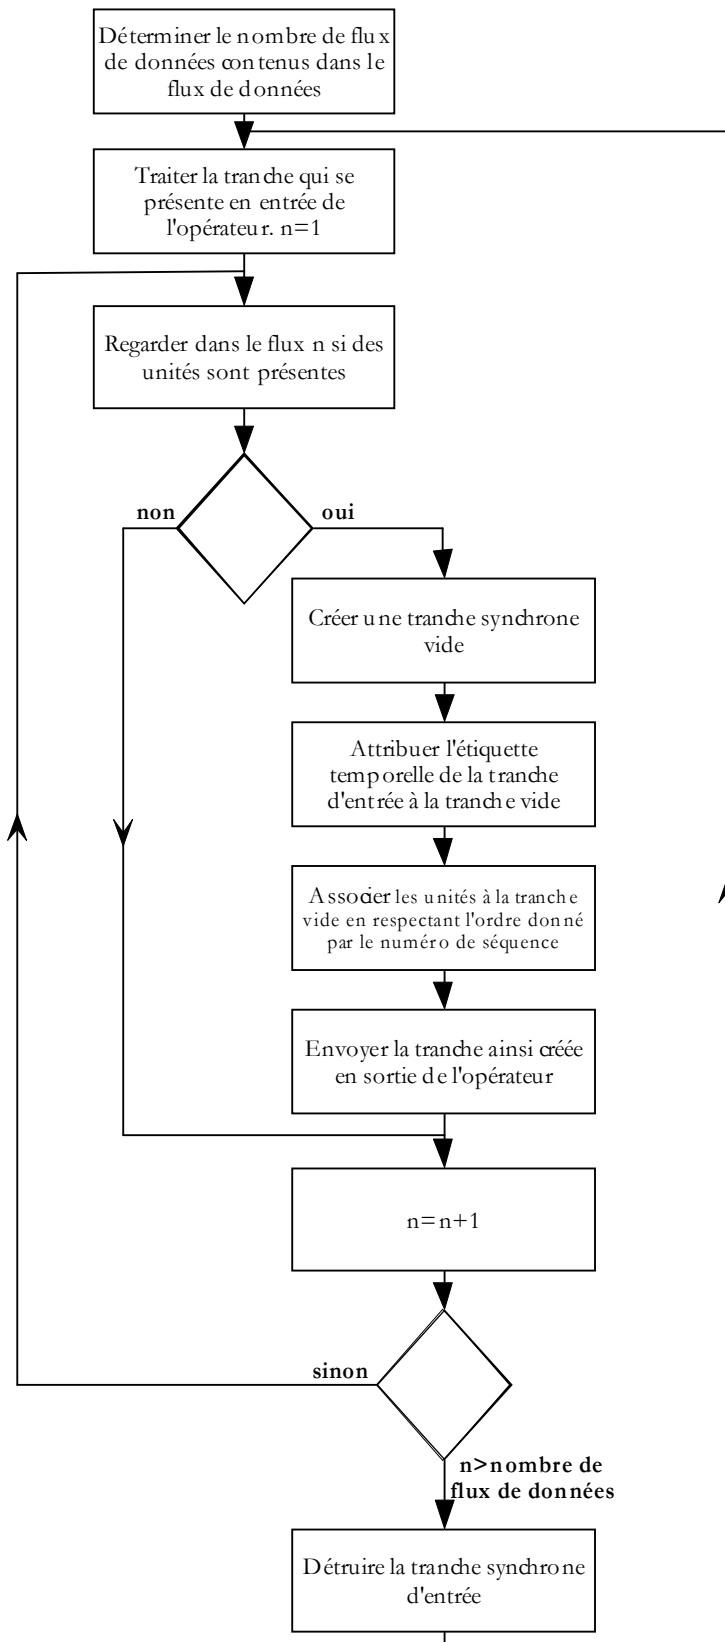 Déterminer le nombre de flux
de données contenus dans le
flux de données
Traiter la tranche qui se
présente en entrée de
l'opérateur. n=1
Regarder dans le flux n si des
unités sont présentes
non
oui
Créer une tranche synchrone
vide
Attribuer l'étiquette
temporelle de la tranche
d'entrée à la tranche vide
Associer les unités à la tranche
vide en respectant l'ordre donné
par le numéro de séquence
Envoyer la tranche ainsi créée
en sortie de l'opérateur
n=n+1
sinon
n>nombre de
flux de données
Détruire la tranche synchrone
d'entrée